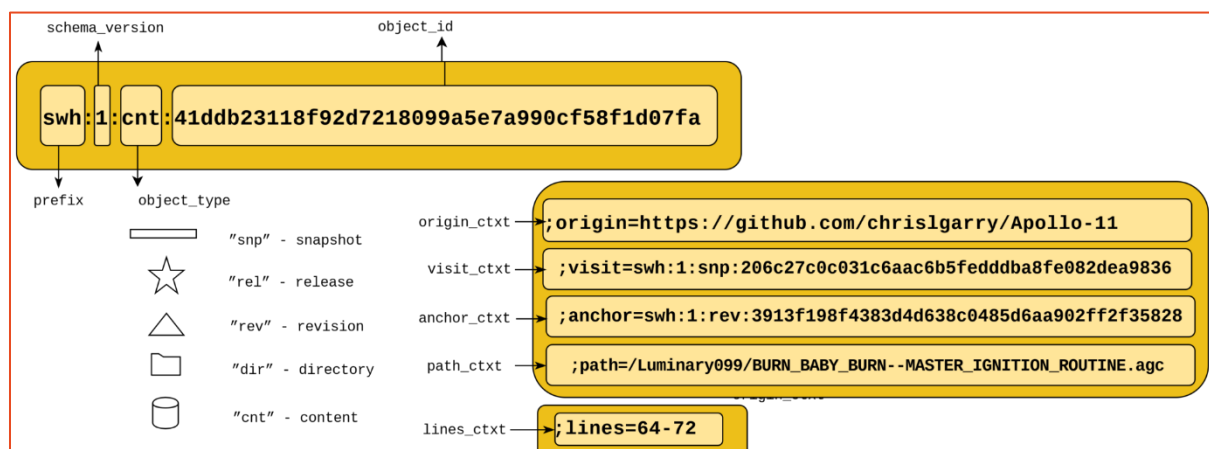 schema_version object_id
swh:1:cnt:41ddb23118f92d7218099a5e7a990cf58f1d07fa
prefix object_type
”snp” - snapshot
”rel” - release
”rev” - revision
”dir” - directory
”cnt” - content
origin_ctxt ;origin=https://github.com/chrislgarry/Apollo-11
visit_ctxt ;visit=swh:1:snp:206c27c0c031c6aac6b5fedddba8fe082dea9836
anchor_ctxt ;anchor=swh:1:rev:3913f198f4383d4d638c0485d6aa902ff2f35828
path_ctxt ;path=/Luminary099/BURN_BABY_BURN--MASTER_IGNITION_ROUTINE.agc
lines_ctxt ;lines=64-72